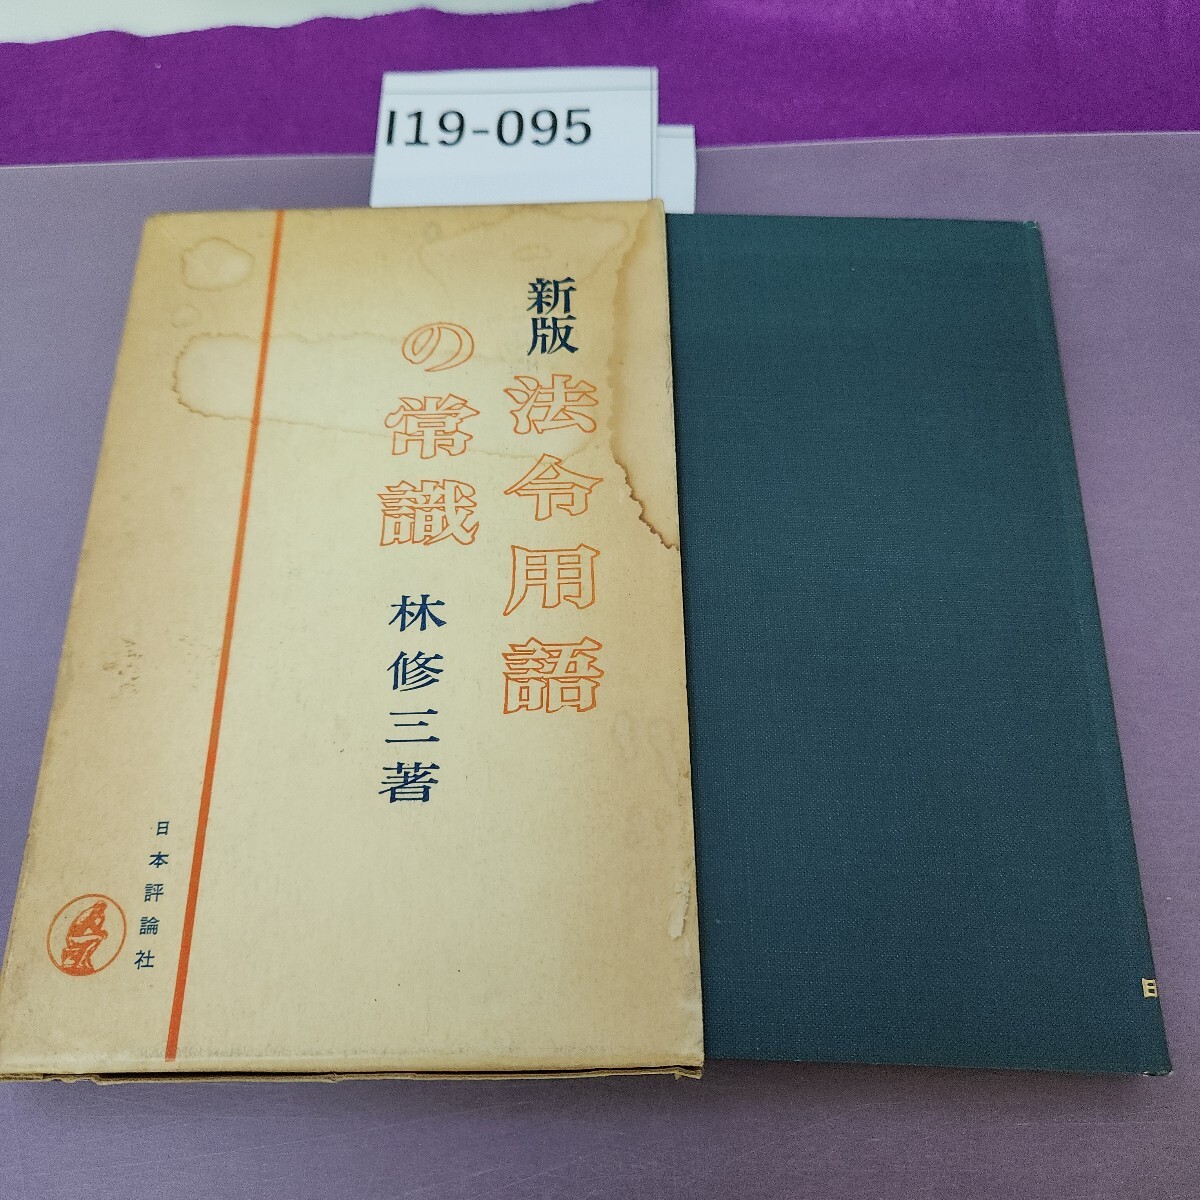 I19-095
新版 法令用語
の常識
林修三著
日本評論社
日